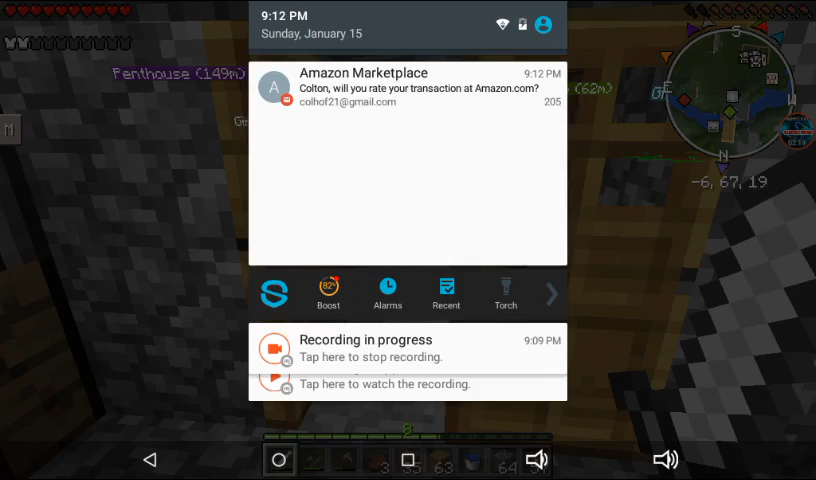 9:12 PM
Sunday, January 15
Penthouse (149m)
(62m)
S
E
W
N
-6, 67, 19
M
A
Amazon Marketplace
9:12 PM
Colton, will you rate your transaction at Amazon.com?
colhof21@gmail.com
205
82%
Boost
Alarms
Recent
Torch
Recording in progress
9:09 PM
Tap here to stop recording.
Tap here to watch the recording.
8
3
63
64